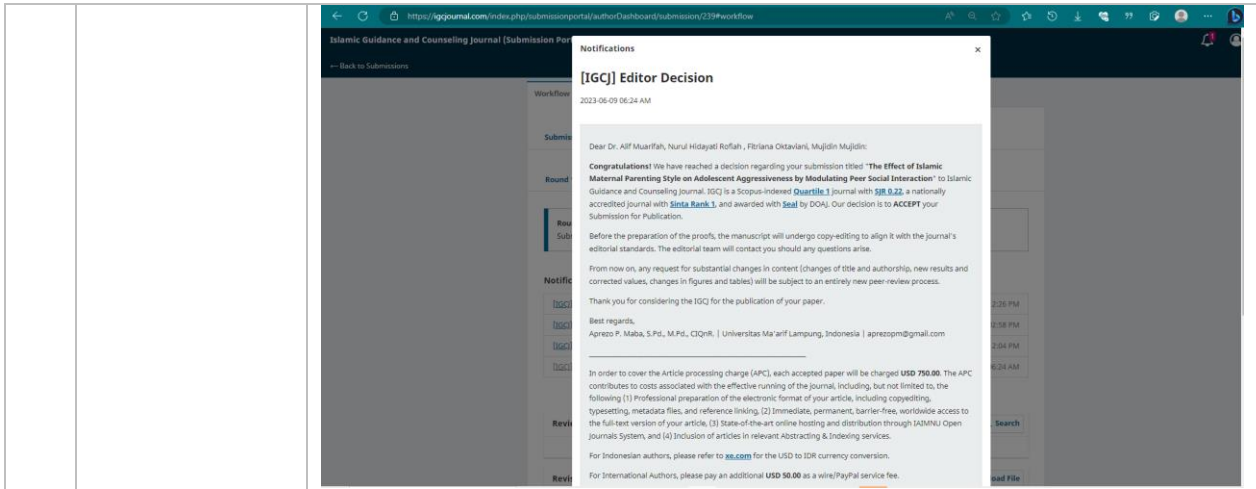 https://igcjournal.com/index.php/submissionportal/authorDashboard/submission/239#workflow
Islamic Guidance and Counseling Journal (Submission Por
← Back to Submissions
Workflow
Submis
Round
Rou
Sub
Notific
[IGCJ]
[IGCJ]
[IGCJ]
[IGCJ]
Revi
Revis
Notifications
×
[IGCJ] Editor Decision
2023-06-09 06:24 AM
Dear Dr. Alif Muarifah, Nurul Hidayati Rofiah , Fitriana Oktaviani, Mujidin Mujidin:
Congratulations! We have reached a decision regarding your submission titled "The Effect of Islamic
Maternal Parenting Style on Adolescent Aggressiveness by Modulating Peer Social Interaction" to Islamic
Guidance and Counseling Journal. IGCJ is a Scopus-indexed Quartile 1 journal with SJR 0.22, a nationally
accredited journal with Sinta Rank 1, and awarded with Seal by DOAJ. Our decision is to ACCEPT your
Submission for Publication.
Before the preparation of the proofs, the manuscript will undergo copy-editing to align it with the journal's
editorial standards. The editorial team will contact you should any questions arise.
From now on, any request for substantial changes in content (changes of title and authorship, new results and
corrected values, changes in figures and tables) will be subject to an entirely new peer-review process.
Thank you for considering the IGCJ for the publication of your paper.
Best regards,
Aprezo P. Maba, S.Pd., M.Pd., CIQnR, | Universitas Ma'arif Lampung, Indonesia | aprezopm@gmail.com
In order to cover the Article processing charge (APC), each accepted paper will be charged USD 750.00. The APC
contributes to costs associated with the effective running of the journal, including, but not limited to, the
following (1) Professional preparation of the electronic format of your article, including copyediting,
typesetting, metadata files, and reference linking, (2) Immediate, permanent, barrier-free, worldwide access to
the full-text version of your article, (3) State-of-the-art online hosting and distribution through IAIMNU Open
Journals System, and (4) Inclusion of articles in relevant Abstracting & Indexing services.
For Indonesian authors, please refer to xe.com for the USD to IDR currency conversion.
For International Authors, please pay an additional USD 50.00 as a wire/PayPal service fee.
2:58 PM
2:04 PM
6:24 AM
Search
oad File